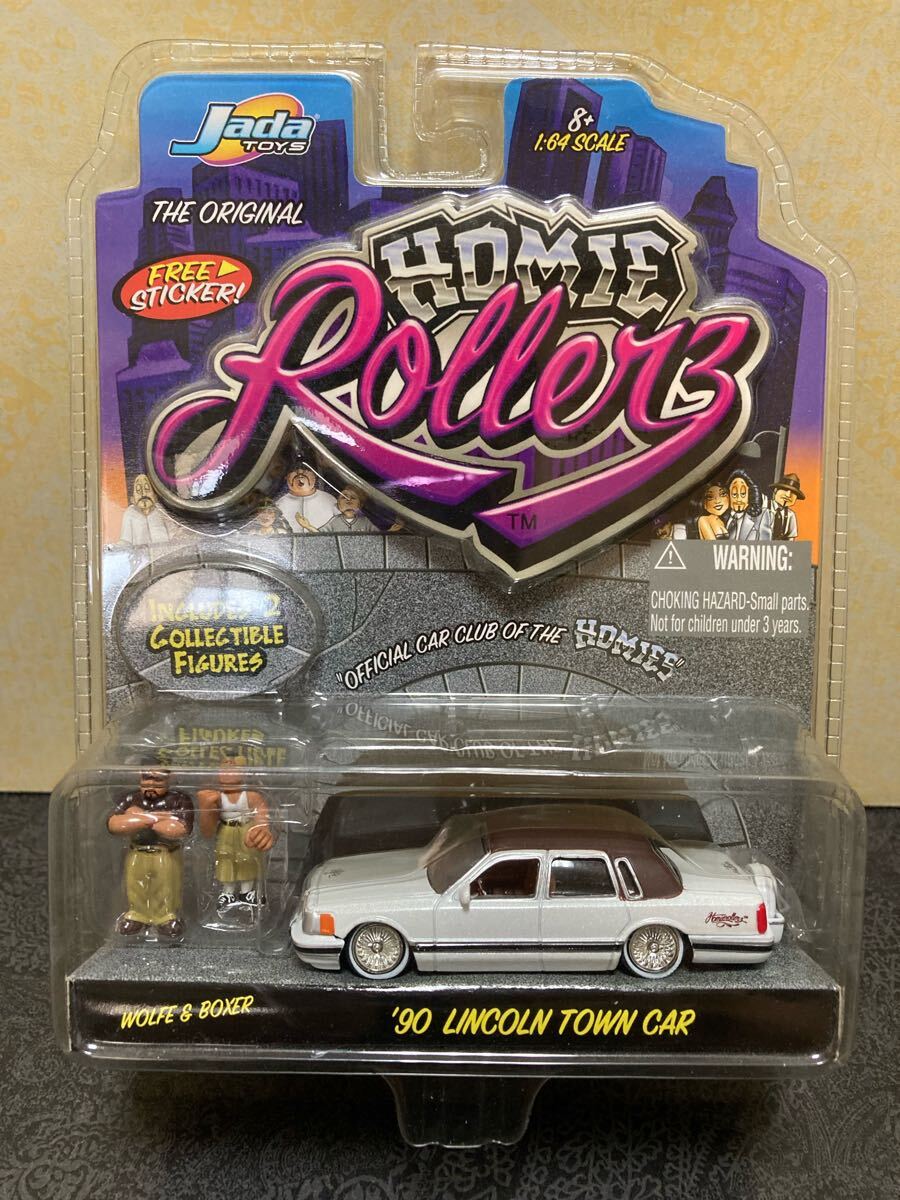 Jada
TOYS
8+
1:64 SCALE
THE ORIGINAL
FREE
STICKER!
HOMIE
Rollerz
TM
WARNING:
CHOKING HAZARD-Small parts.
Not for children under 3 years.
INCLUDES 2
COLLECTIBLE
FIGURES
"OFFICIAL CAR CLUB OF THE HOMIES"
WOLFE & BOXER
'90 LINCOLN TOWN CAR